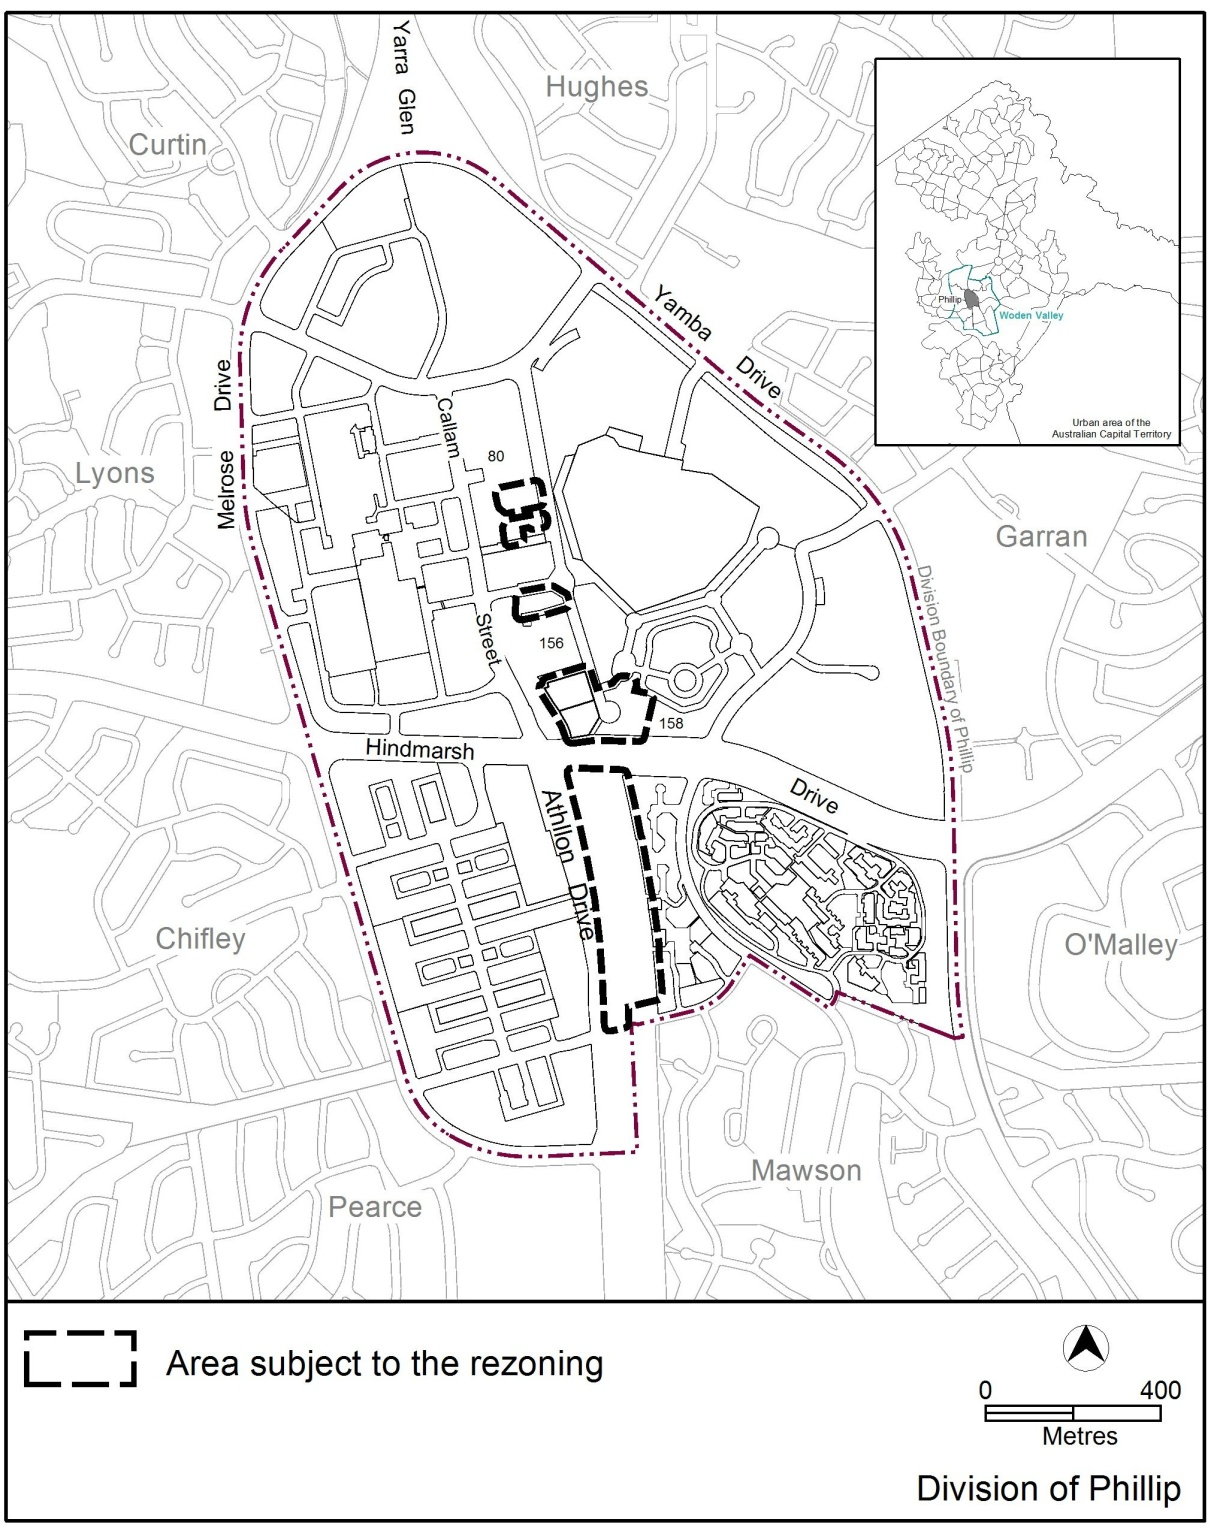 Yarra Glen
Hughes
Curtin
Yamba
Drive
Phillip
Woden Valley
Urban area of the
Australian Capital Territory
Melrose Drive
Callam
Street
Lyons
80
Garran
Division Boundary of Phillip
156
158
Hindmarsh
Drive
Athllon
Drive
Chifley
O'Malley
Mawson
Pearce
Area subject to the rezoning
0 400
Metres
Division of Phillip